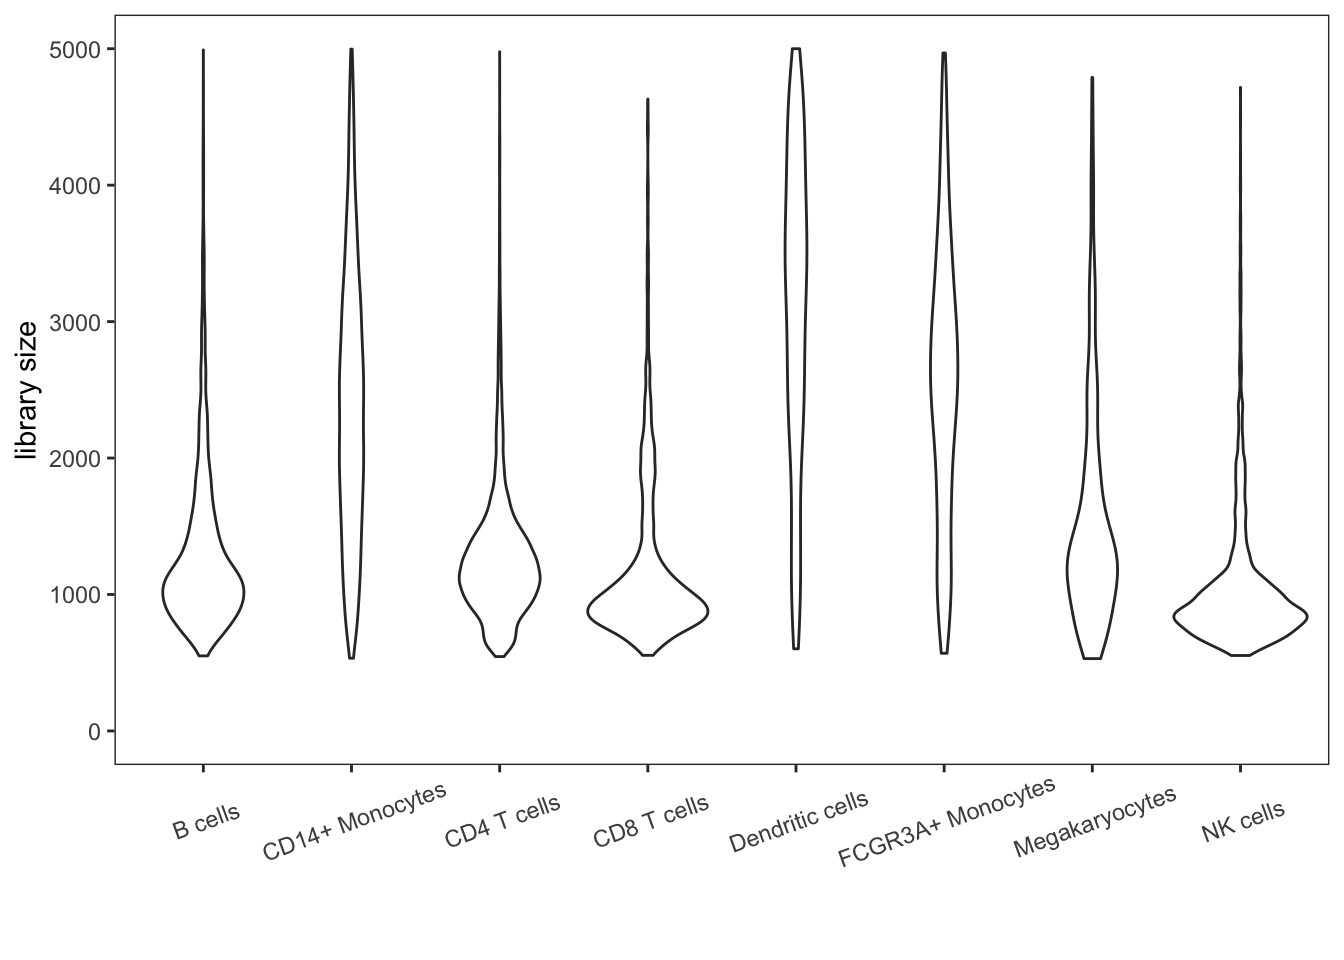 5000
4000
3000
2000
1000
0
library size
B cells
CD14+ Monocytes
CD4 T cells
CD8 T cells
Dendritic cells
FCGR3A+ Monocytes
Megakaryocytes
NK cells